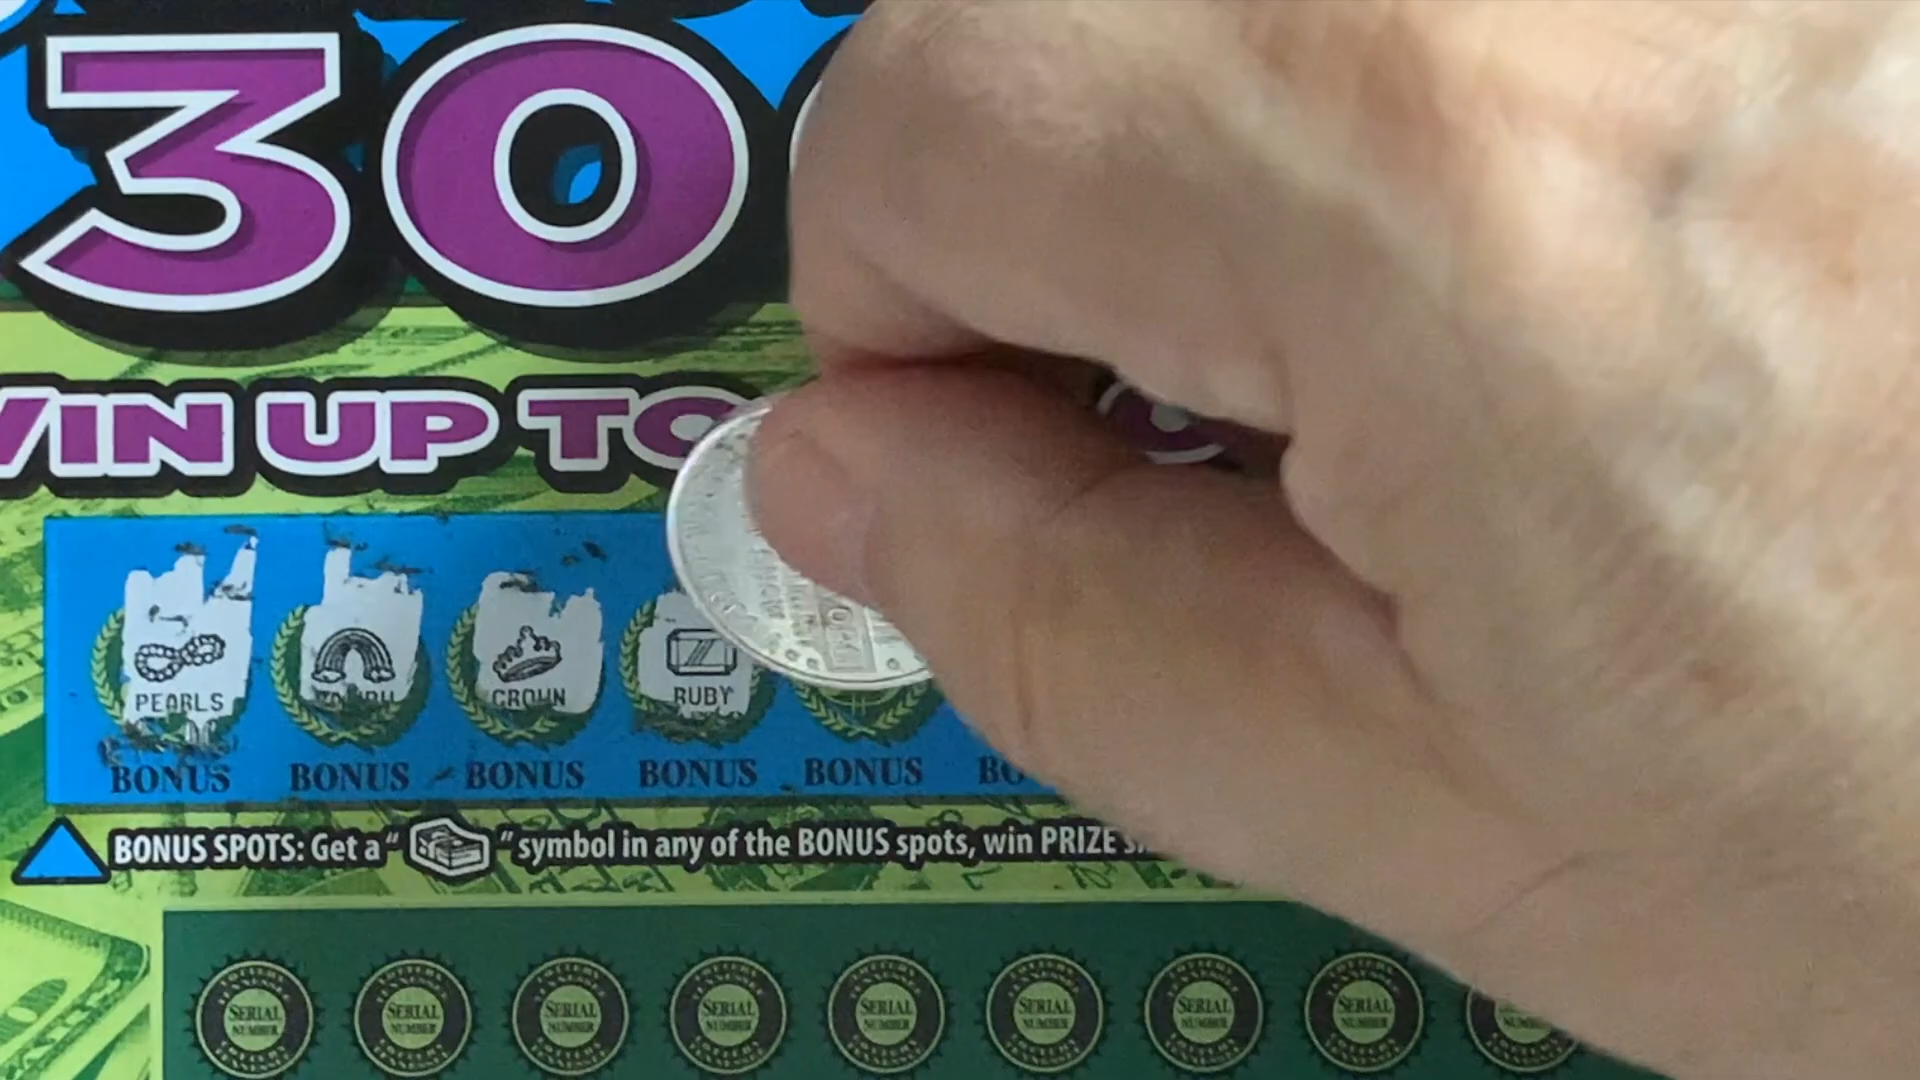 30
WIN UP TO
PEARLS
CROWN
RUBY
BONUS BONUS BONUS BONUS BONUS
BONUS SPOTS: Get a " " symbol in any of the BONUS spots, win PRIZE
SERIAL NUMBER SERIAL NUMBER SERIAL NUMBER SERIAL NUMBER SERIAL NUMBER SERIAL NUMBER SERIAL NUMBER SERIAL NUMBER